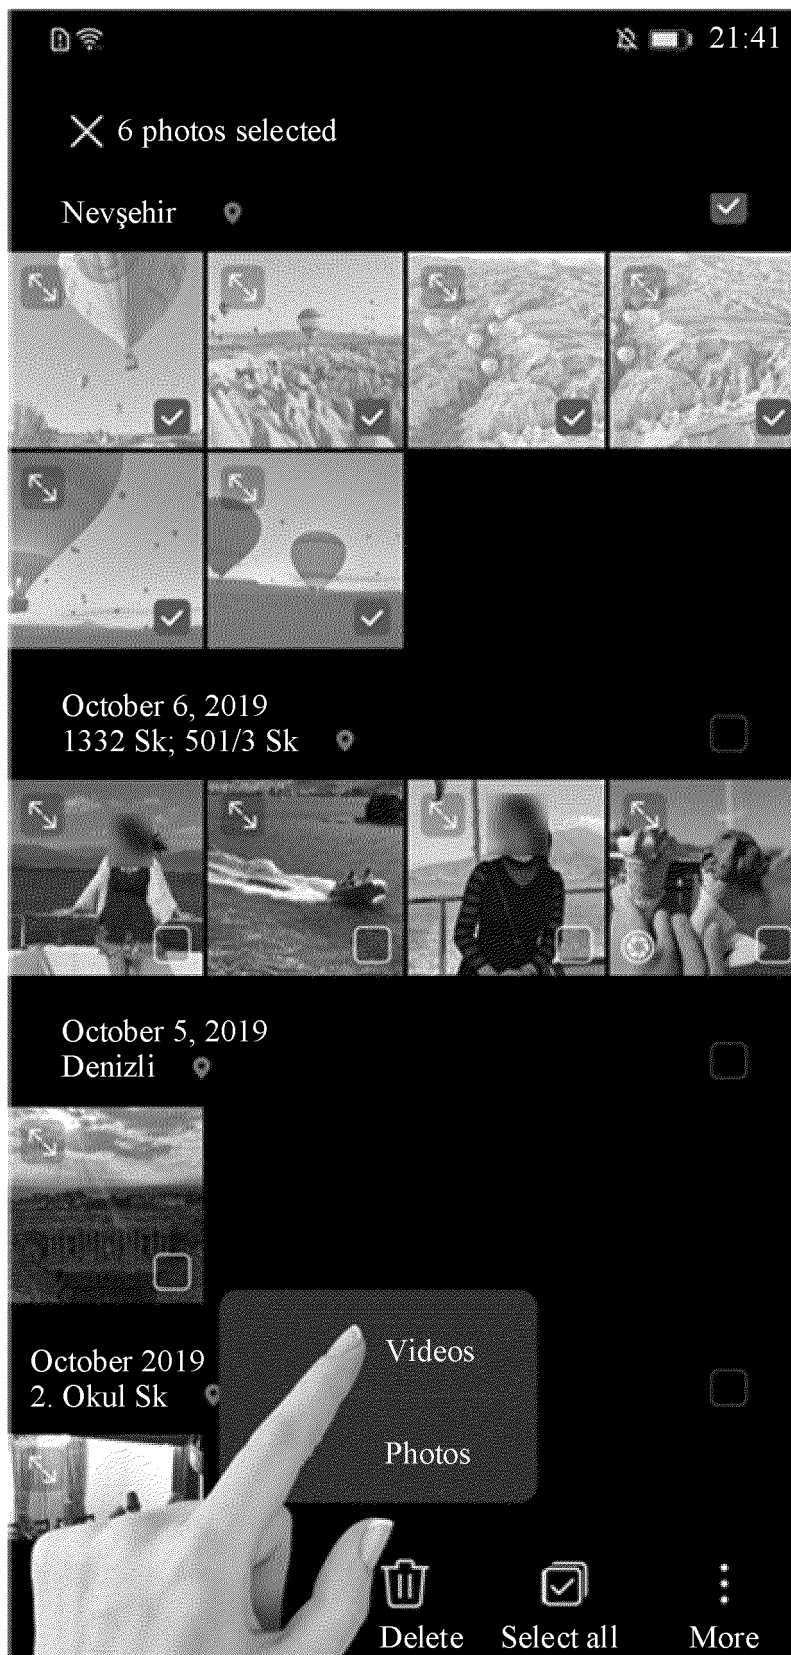 21:41
6 photos selected
Nevşehir
October 6, 2019
1332 Sk; 501/3 Sk
October 5, 2019
Denizli
October 2019
2. Okul Sk
Videos
Photos
Delete
Select all
More